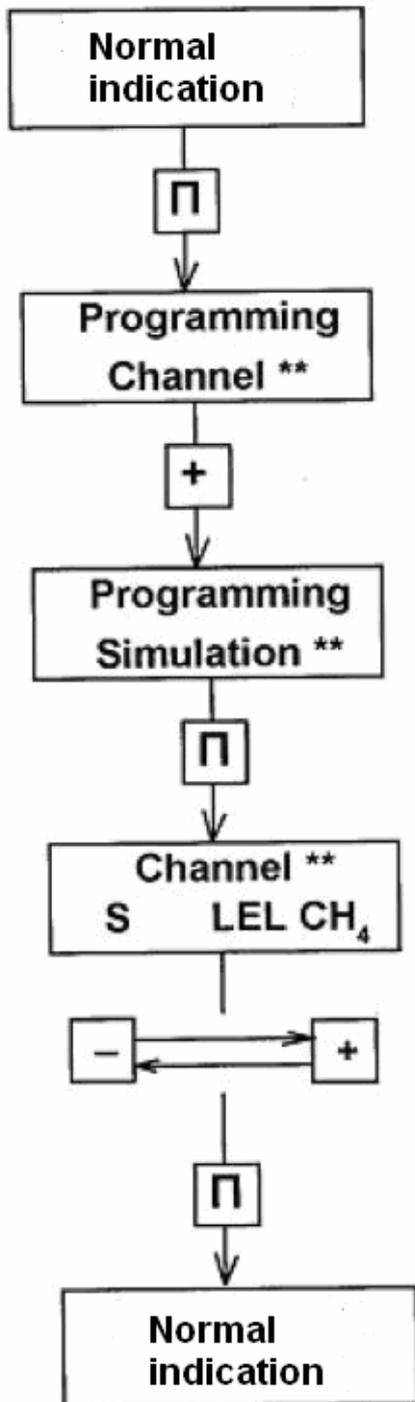 Normal
indication
П
Programming
Channel **
+
Programming
Simulation **
П
Channel **
S LEL CH₄
− +
П
Normal
indication